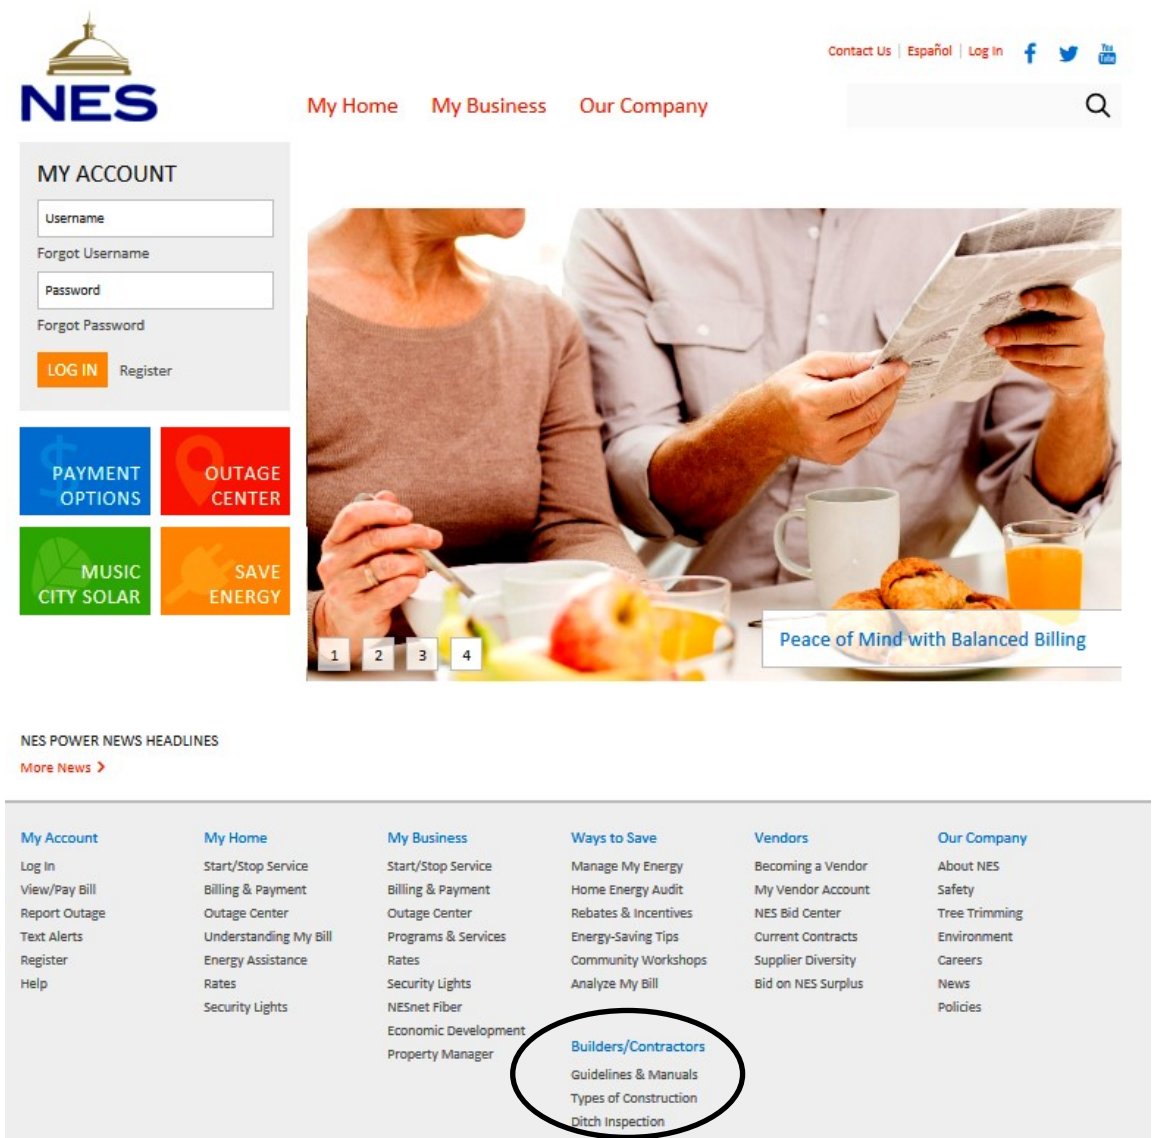 NES
Contact Us | Español | Log In
You
Tube
My Home My Business Our Company
MY ACCOUNT
Username
Forgot Username
Password
Forgot Password
LOG IN Register
PAYMENT
OPTIONS
OUTAGE
CENTER
MUSIC
CITY SOLAR
SAVE
ENERGY
1 2 3 4
Peace of Mind with Balanced Billing
NES POWER NEWS HEADLINES
More News
My Account
Log In
View/Pay Bill
Report Outage
Text Alerts
Register
Help
My Home
Start/Stop Service
Billing & Payment
Outage Center
Understanding My Bill
Energy Assistance
Rates
Security Lights
My Business
Start/Stop Service
Billing & Payment
Outage Center
Programs & Services
Rates
Security Lights
NESnet Fiber
Economic Development
Property Manager
Ways to Save
Manage My Energy
Home Energy Audit
Rebates & Incentives
Energy-Saving Tips
Community Workshops
Analyze My Bill
Builders/Contractors
Guidelines & Manuals
Types of Construction
Ditch Inspection
Vendors
Becoming a Vendor
My Vendor Account
NES Bid Center
Current Contracts
Supplier Diversity
Bid on NES Surplus
Our Company
About NES
Safety
Tree Trimming
Environment
Careers
News
Policies